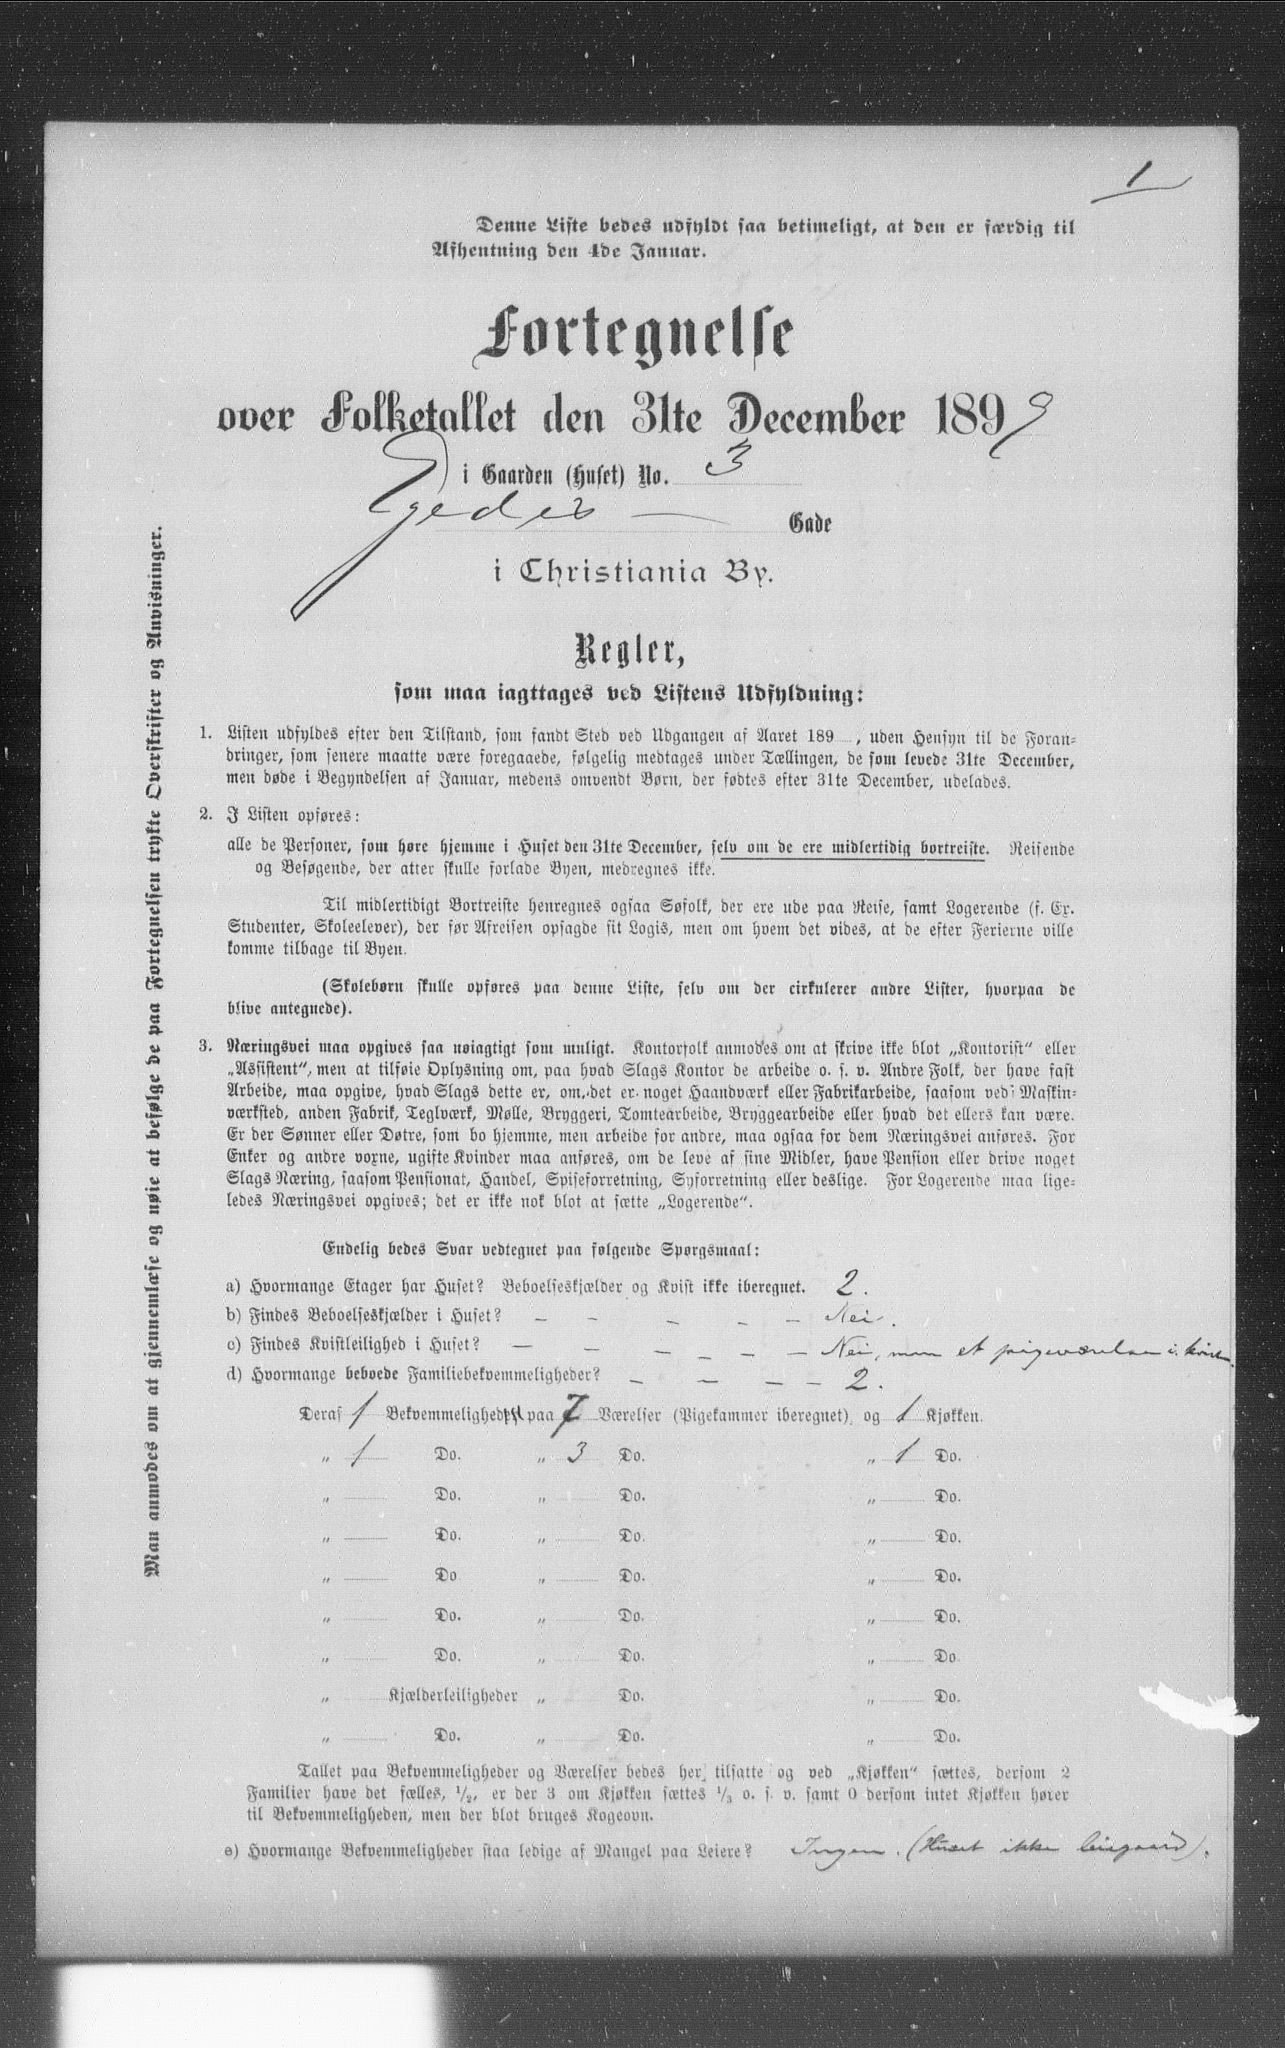 1
Denne Liste bedes udfyldt saa betimeligt, at den er færdig til
Afhentning den 4de Januar.
Fortegnelse
over Folketallet den 31te December 1899
i Gaarden (Huset) No. 3
Egedes — Gade
i Christiania By.
Regler,
som maa iagttages ved Listens Udfyldning:
1. Listen udfyldes efter den Tilstand, som fandt Sted ved Udgangen af Aaret 189 , uden Hensyn til de Foran-
dringer, som senere maatte være foregaaede, følgelig medtages under Tællingen, de som levede 31te December,
men døde i Begyndelsen af Januar, medens omvendt Børn, der fødtes efter 31te December, udelades.
2. I Listen opføres:
alle de Personer, som høre hjemme i Huset den 31te December, selv om de ere midlertidig bortreiste. Reisende
og Besøgende, der atter skulle forlade Byen, medregnes ikke.
Til midlertidigt Bortreiste henregnes ogsaa Søfolk, der ere ude paa Reise, samt Logerende (f. Ex.
Studenter, Skoleelever), der før Afreisen opsagde sit Logis, men om hvem det vides, at de efter Ferierne ville
komme tilbage til Byen.
(Skolebørn skulle opføres paa denne Liste, selv om der cirkulerer andre Lister, hvorpaa de
blive antegnede).
3. Næringsvei maa opgives saa nøiagtigt som muligt. Kontorfolk anmodes om at skrive ikke blot „Kontorist“ eller
„Assistent“, men at tilføie Oplysning om, paa hvad Slags Kontor de arbeide o. s. v. Andre Folk, der have fast
Arbeide, maa opgive, hvad Slags dette er, om det er noget Haandværk eller Fabrikarbeide, saasom ved Maskin-
værksted, anden Fabrik, Teglværk, Mølle, Bryggeri, Tomtearbeide, Bryggearbeide eller hvad det ellers kan være.
Er der Sønner eller Døtre, som bo hjemme, men arbeide for andre, maa ogsaa for dem Næringsvei anføres. For
Enker og andre voxne, ugifte Kvinder maa anføres, om de leve af sine Midler, have Pension eller drive noget
Slags Næring, saasom Pensionat, Handel, Spiseforretning, Syforretning eller deslige. For Logerende maa lige-
ledes Næringsvei opgives; det er ikke nok blot at sætte „Logerende“.
Endelig bedes Svar vedtegnet paa følgende Spørgsmaal:
a) Hvormange Etager har Huset? Beboelseskjælder og Kvist ikke iberegnet. 2.
b) Findes Beboelseskjælder i Huset? — — — — — Nei.
c) Findes Kvistleilighed i Huset? — — — — — — Nei, men et pigeværelse i kvisten.
d) Hvormange beboede Familiebekvemmeligheder? — — — — 2.
Deraf 1 Bekvemmeligheder paa 7 Værelser (Pigekammer iberegnet) og 1 Kjøkken.
„ 1 Do. „ 3 Do. „ 1 Do.
„ Do. „ Do. „ Do.
„ Do. „ Do. „ Do.
„ Do „ Do. „ Do.
„ Do. „ Do. „ Do.
„ Do. „ Do. „ Do
„ Kjælderleiligheder „ Do. „ Do.
„ Do. „ Do. „ Do.
Tallet paa Bekvemmeligheder og Værelser bedes her tilsatte og ved „Kjøkken“ sættes, dersom 2
Familier have det fælles, 1/2, er der 3 om Kjøkken sættes 1/3 o. s. v. samt 0 dersom intet Kjøkken hører
til Bekvemmeligheden, men der blot bruges Kogeovn.
e) Hvormange Bekvemmeligheder staa ledige af Mangel paa Leiere? Ingen. (Huset ikke leiegaard).
Man anmodes om at gjennemlæse og nøie at befølge de paa Fortegnelsen trykte Overskrifter og Anvisninger.